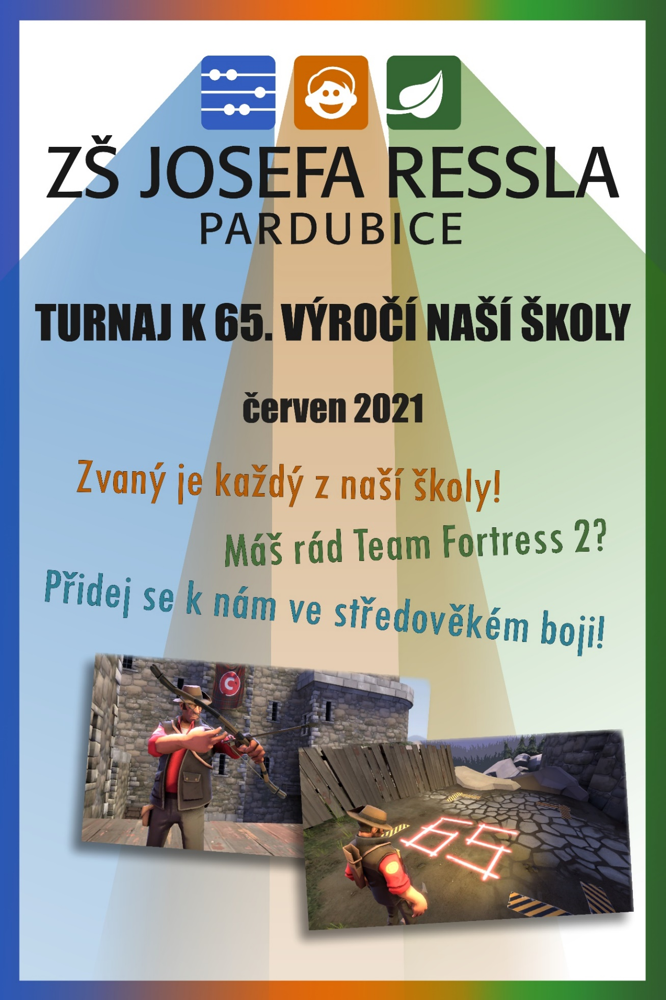 ZŠ JOSEFA RESSLA
PARDUBICE
TURNAJ K 65. VÝROČÍ NAŠÍ ŠKOLY
červen 2021
Zvaný je každý z naší školy!
Máš rád Team Fortress 2?
Přidej se k nám ve středověkém boji!
C
65